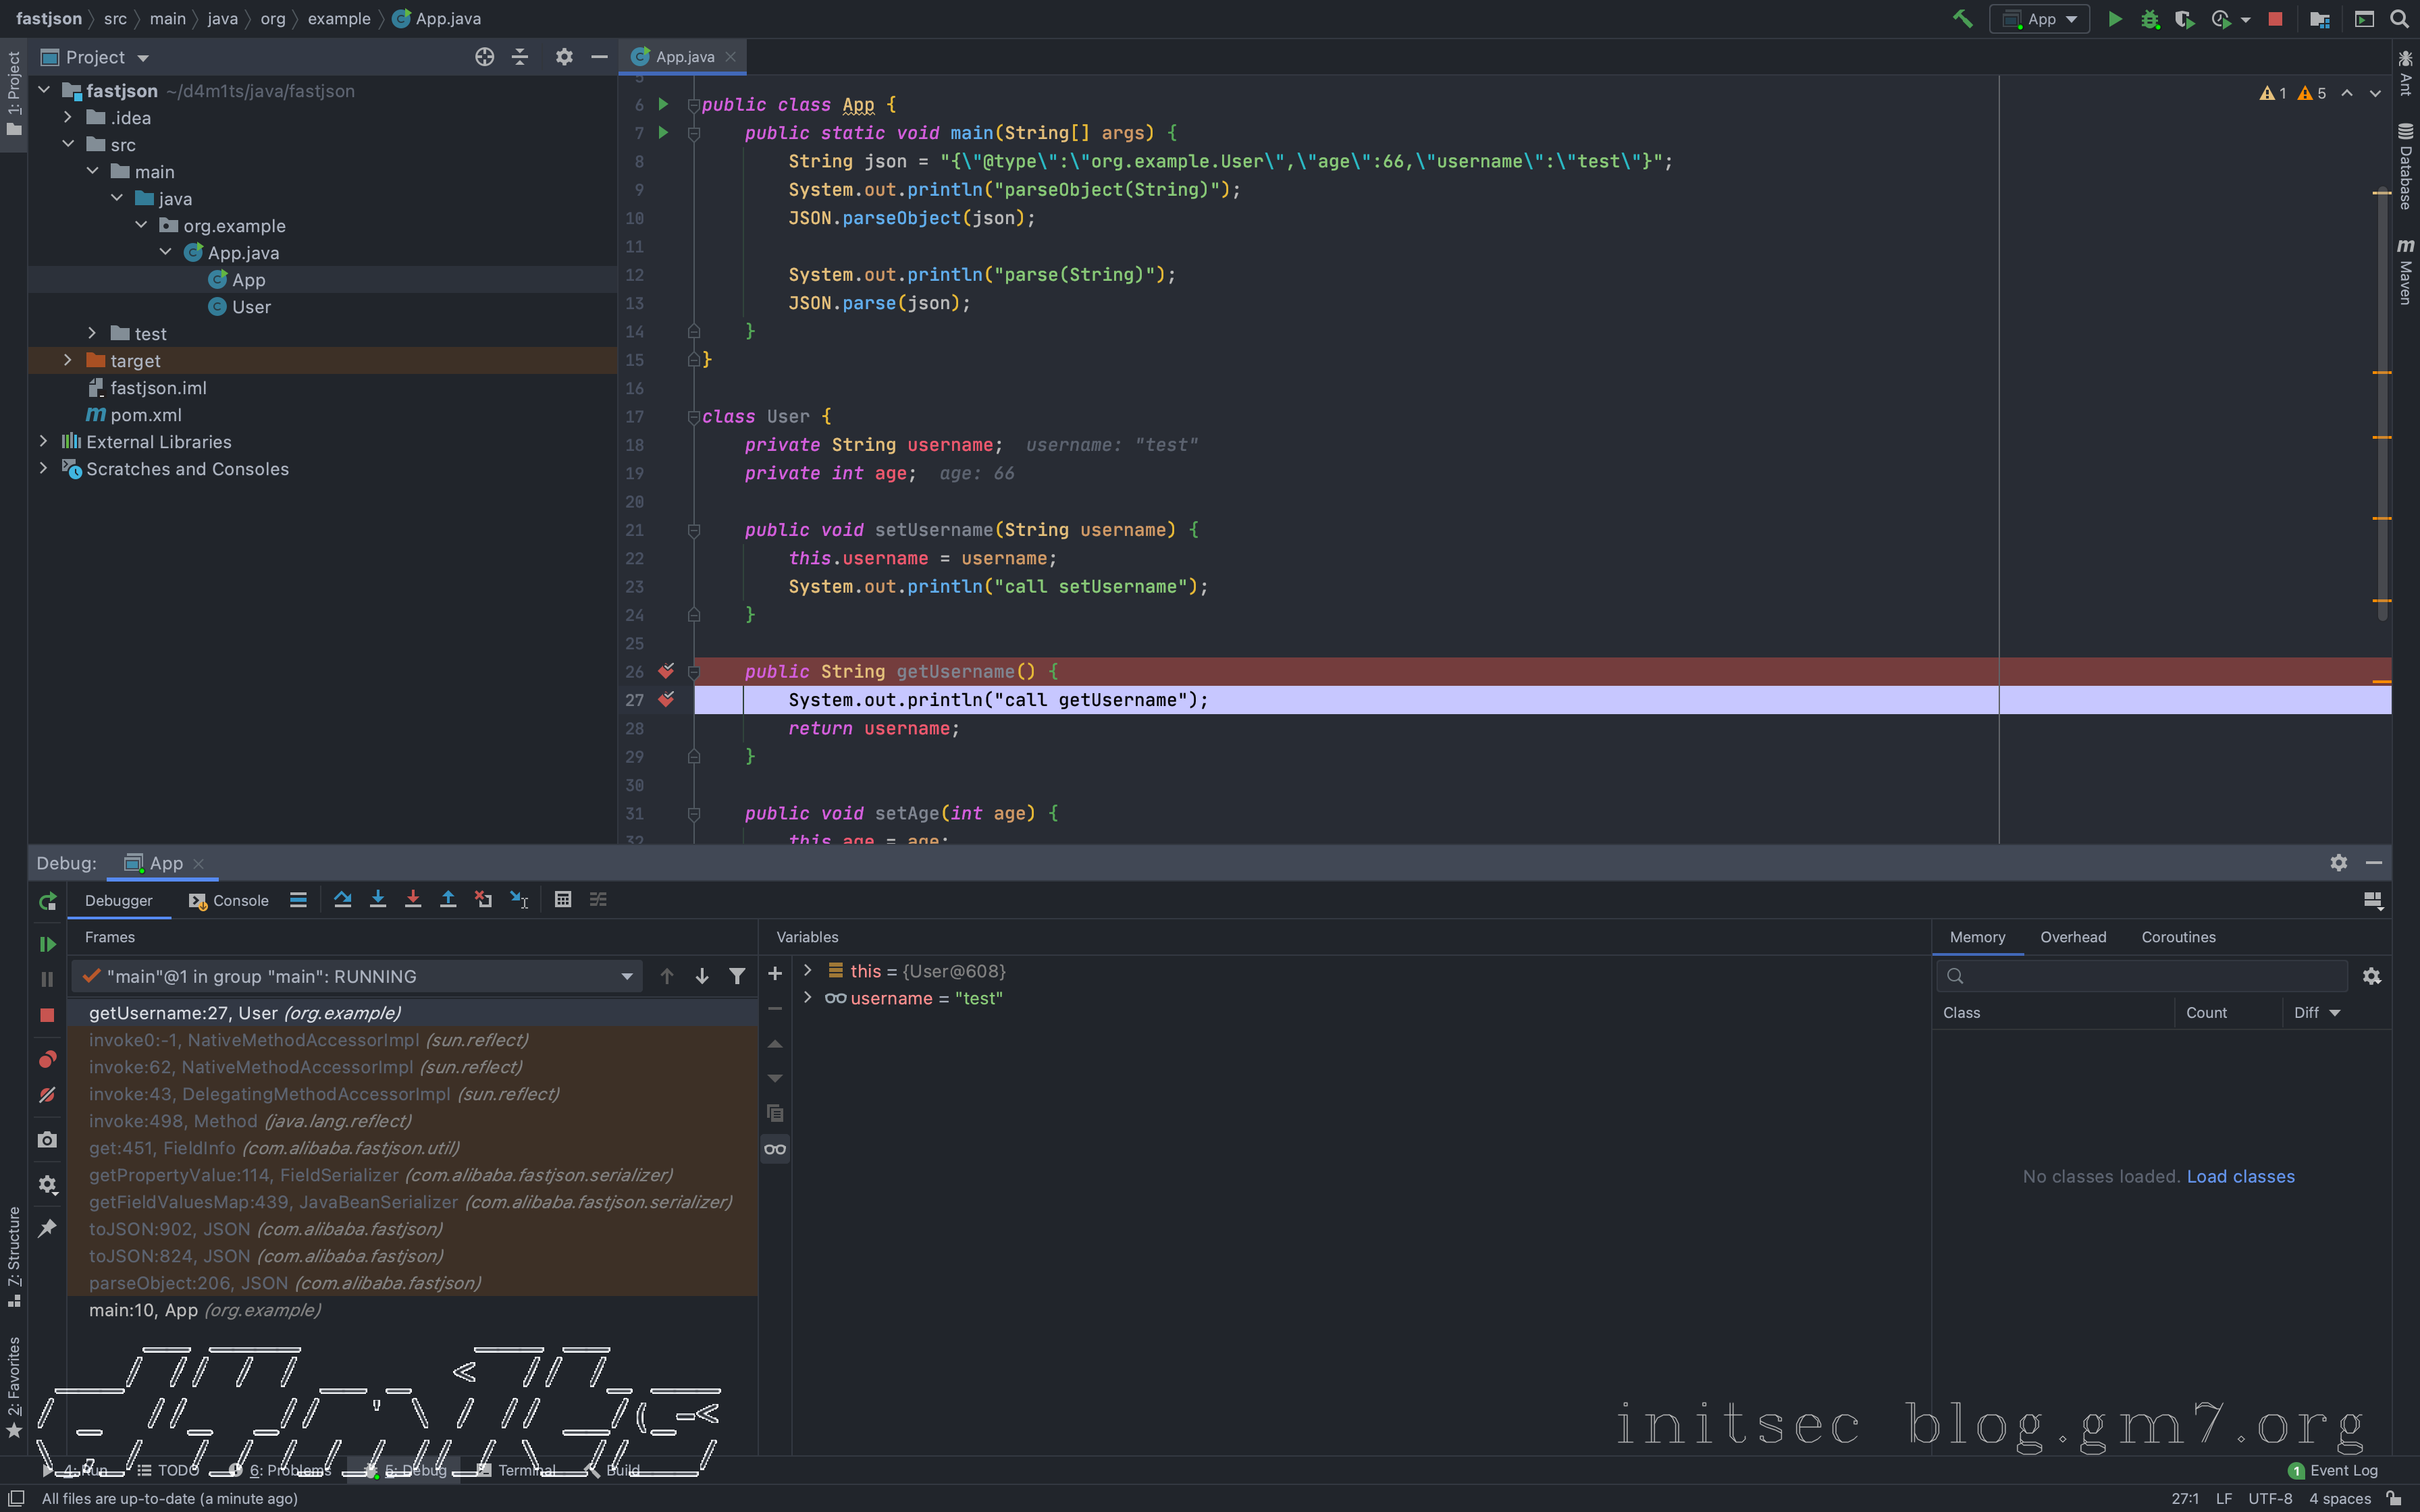 fastjson src main java org example App.java
App
1: Project
Project
App.java
fastjson ~/d4m1ts/java/fastjson
.idea
src
main
java
org.example
App.java
App
User
test
target
fastjson.iml
pom.xml
External Libraries
Scratches and Consoles
1 5
5
6 public class App {
7 public static void main(String[] args) {
8 String json = "{\"@type\":\"org.example.User\",\"age\":66,\"username\":\"test\"}";
9 System.out.println("parseObject(String)");
10 JSON.parseObject(json);
11
12 System.out.println("parse(String)");
13 JSON.parse(json);
14 }
15 }
16
17 class User {
18 private String username; username: "test"
19 private int age; age: 66
20
21 public void setUsername(String username) {
22 this.username = username;
23 System.out.println("call setUsername");
24 }
25
26 public String getUsername() {
27 System.out.println("call getUsername");
28 return username;
29 }
30
31 public void setAge(int age) {
32 this.age = age;
Ant
Database
Maven
Debug: App
Debugger Console
Frames
"main"@1 in group "main": RUNNING
getUsername:27, User (org.example)
invoke0:-1, NativeMethodAccessorImpl (sun.reflect)
invoke:62, NativeMethodAccessorImpl (sun.reflect)
invoke:43, DelegatingMethodAccessorImpl (sun.reflect)
invoke:498, Method (java.lang.reflect)
get:451, FieldInfo (com.alibaba.fastjson.util)
getPropertyValue:114, FieldSerializer (com.alibaba.fastjson.serializer)
getFieldValuesMap:439, JavaBeanSerializer (com.alibaba.fastjson.serializer)
toJSON:902, JSON (com.alibaba.fastjson)
toJSON:824, JSON (com.alibaba.fastjson)
parseObject:206, JSON (com.alibaba.fastjson)
main:10, App (org.example)
Variables
this = {User@608}
username = "test"
Memory Overhead Coroutines
Class Count Diff
No classes loaded. Load classes
7: Structure
2: Favorites
d4m1ts
initsec blog.gm7.org
4: Run TODO 6: Problems 5: Debug Terminal Build
1 Event Log
All files are up-to-date (a minute ago)
27:1 LF UTF-8 4 spaces